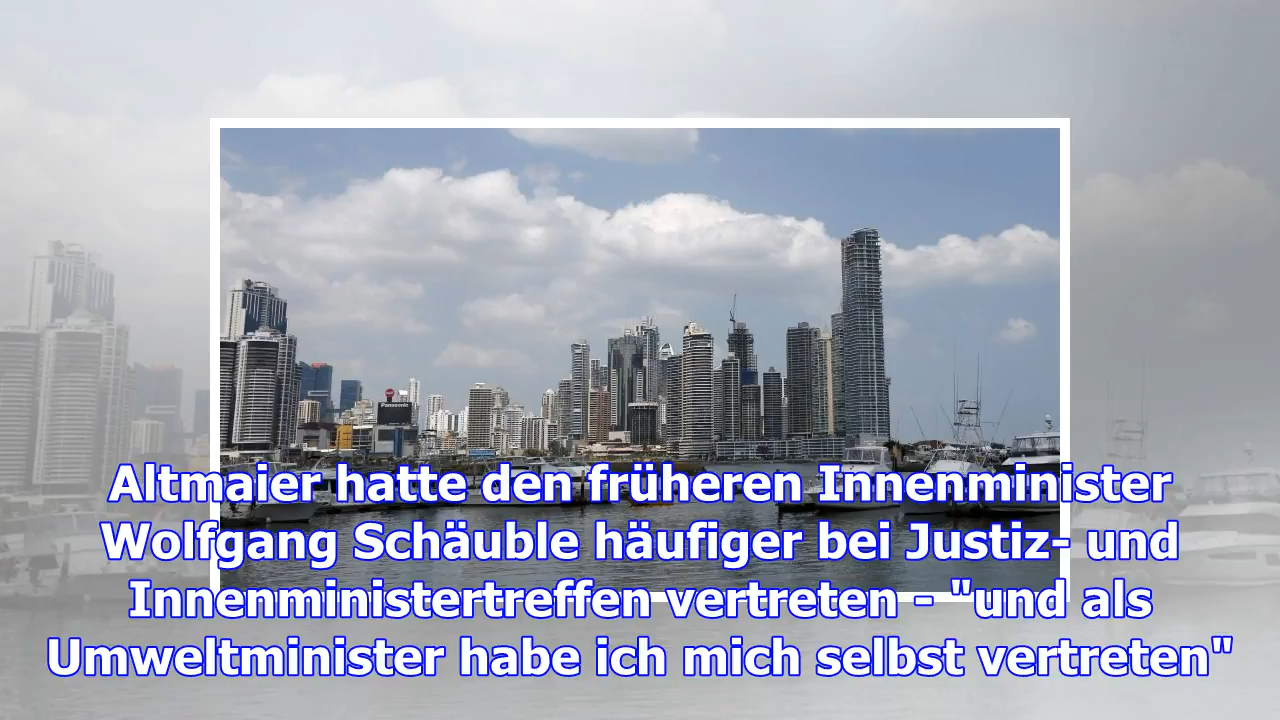 Panasonic
Altmaier hatte den früheren Innenminister
Wolfgang Schäuble häufiger bei Justiz- und
Innenministertreffen vertreten - "und als
Umweltminister habe ich mich selbst vertreten"